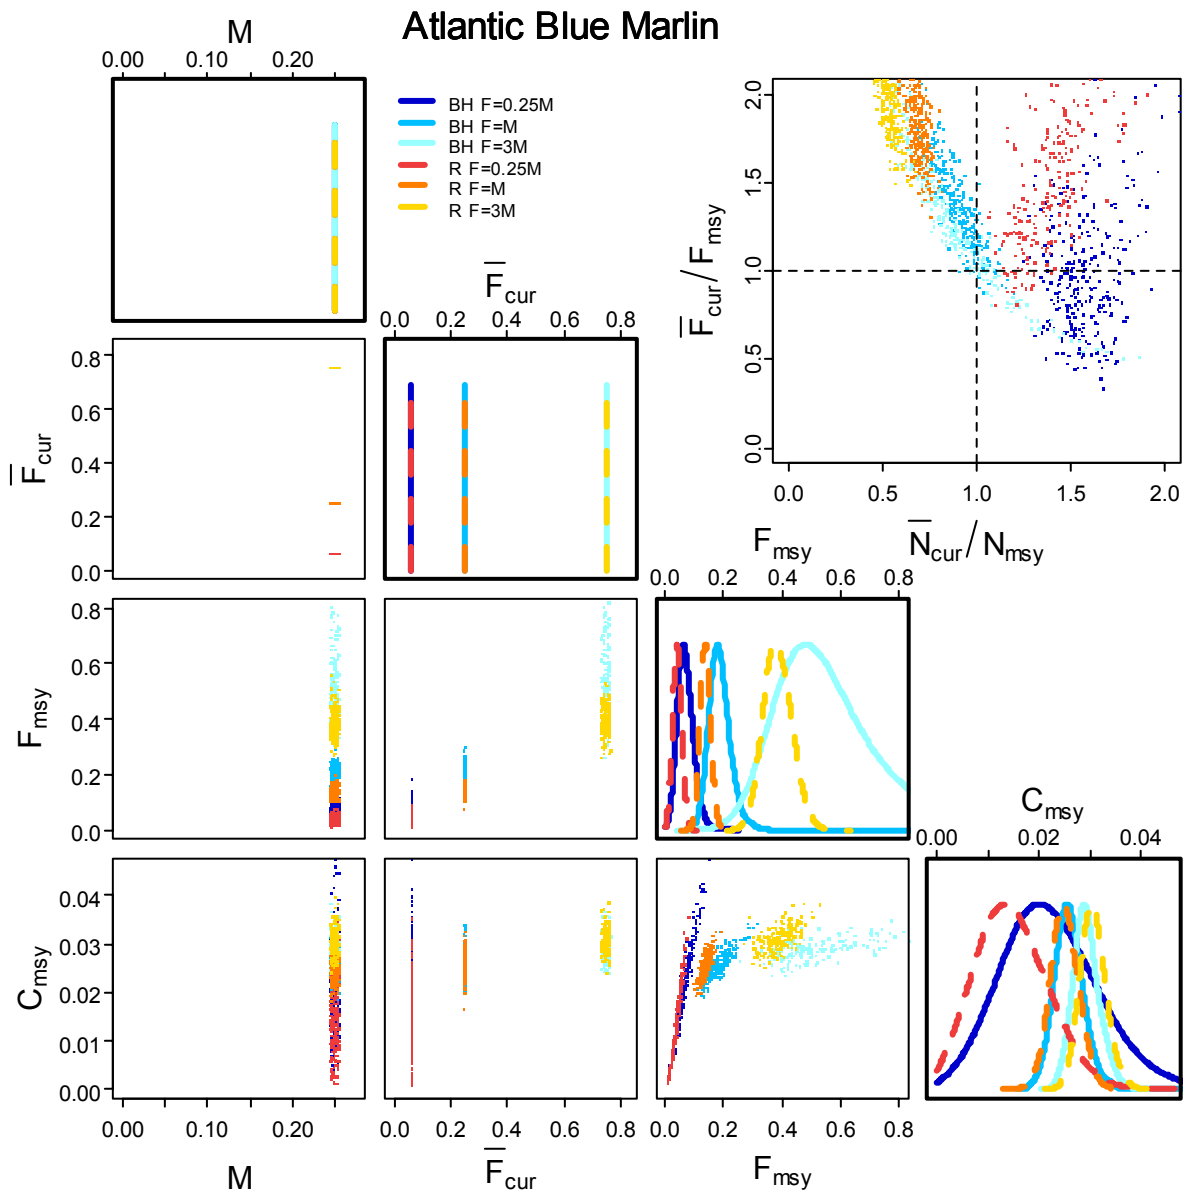 Atlantic Blue Marlin
M
0.00 0.10 0.20
BH F=0.25M
BH F=M
BH F=3M
R F=0.25M
R F=M
R F=3M
F̅cur/Fmsy
0.0 0.5 1.0 1.5 2.0
0.0 0.5 1.0 1.5 2.0
N̅cur/Nmsy
F̅cur
0.0 0.2 0.4 0.6 0.8
F̅cur
0.0 0.2 0.4 0.6 0.8
Fmsy
0.0 0.2 0.4 0.8
Fmsy
0.0 0.2 0.4 0.6 0.8
Cmsy
0.00 0.02 0.04
Cmsy
0.00 0.01 0.02 0.03 0.04
0.00 0.10 0.20
M
0.0 0.2 0.4 0.6 0.8
F̅cur
0.0 0.2 0.4 0.6 0.8
Fmsy